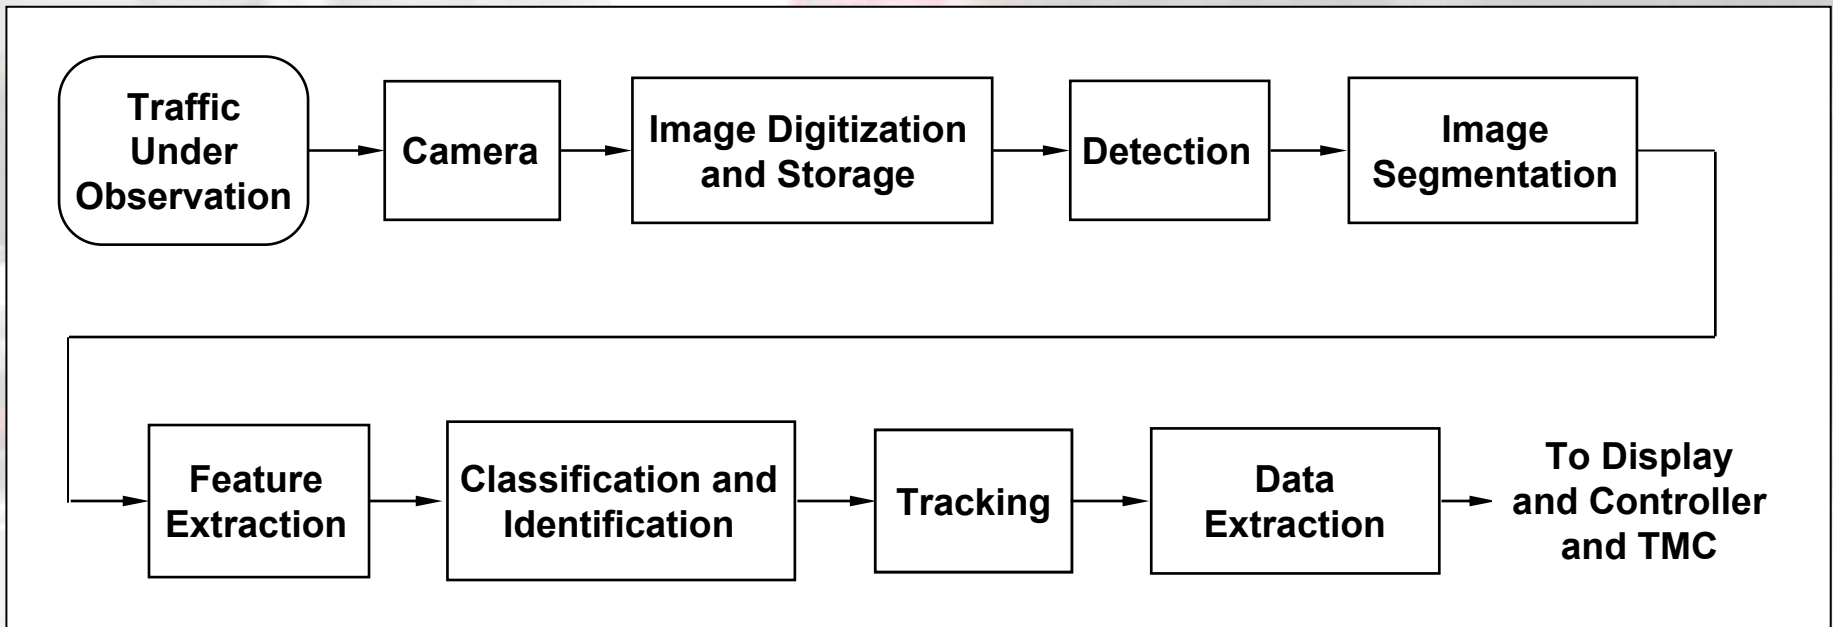 Traffic
Under
Observation
Camera
Image Digitization
and Storage
Detection
Image
Segmentation
Feature
Extraction
Classification and
Identification
Tracking
Data
Extraction
To Display
and Controller
and TMC